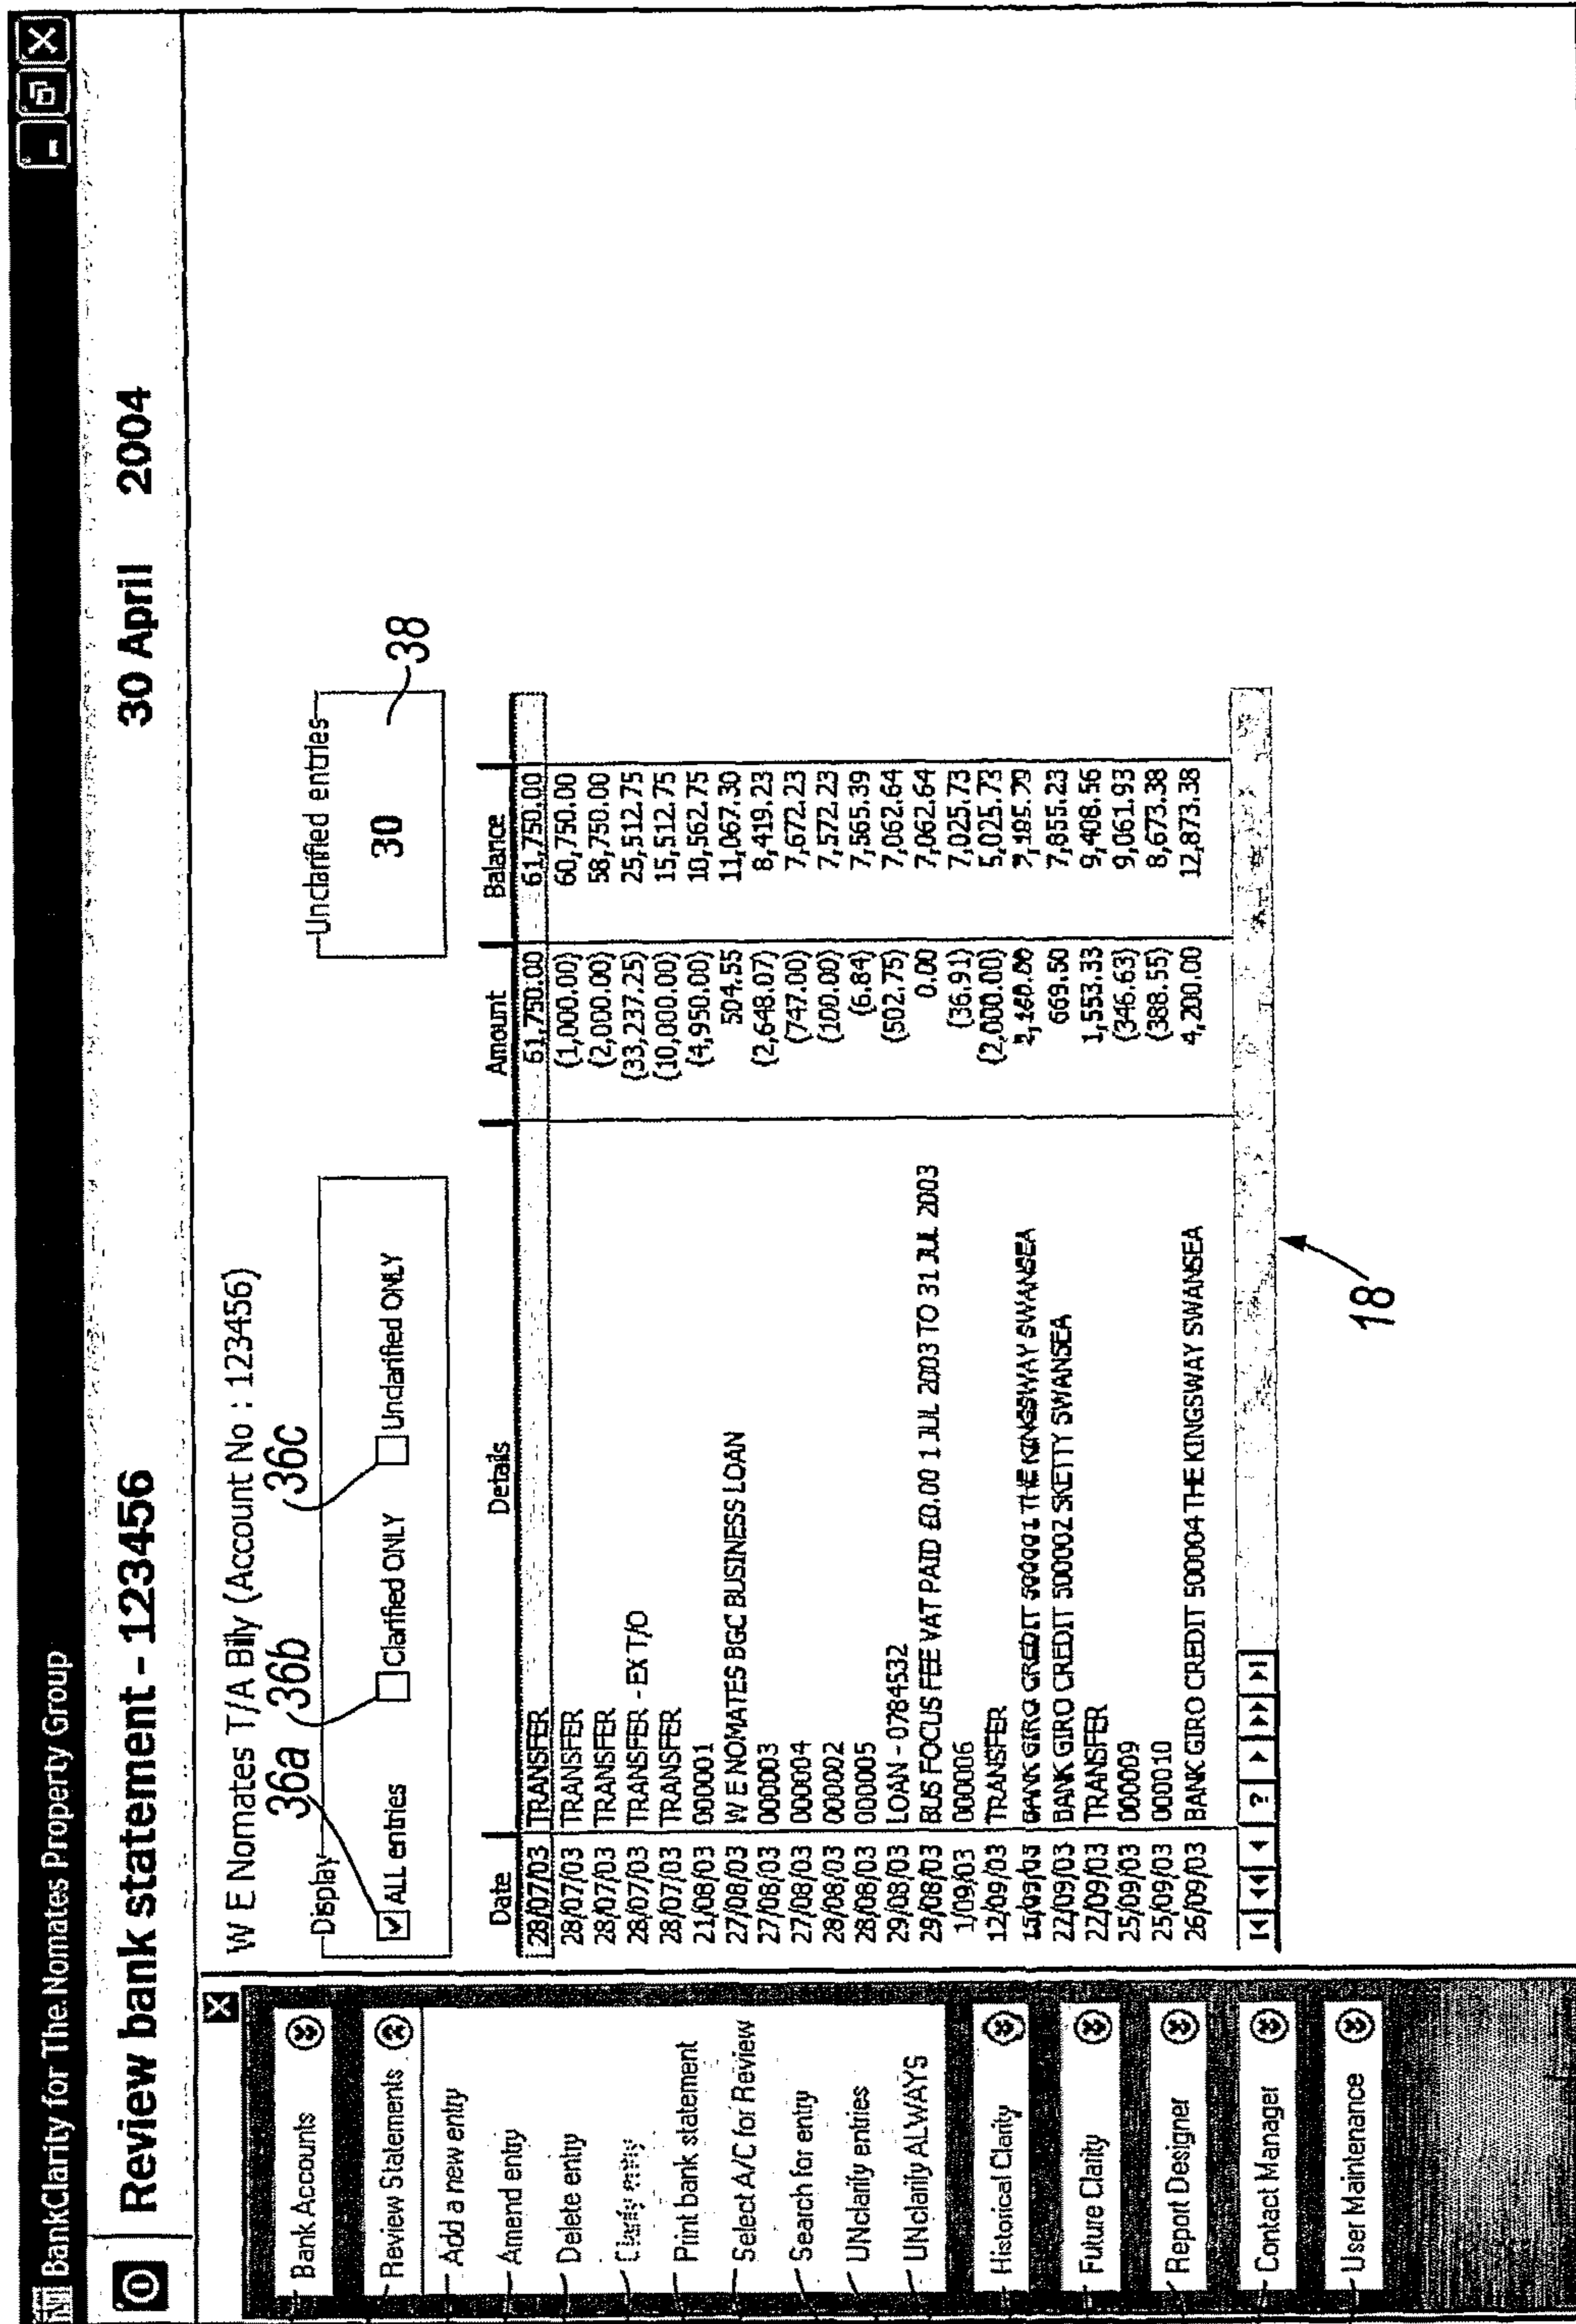 BankClarity for The Nomates Property Group
Review bank statement - 123456 30 April 2004
Bank Accounts
Review Statements
Add a new entry
Amend entry
Delete entry
Clarify entry
Print bank statement
Select A/C for Review
Search for entry
UNclarify entries
UNclarify ALWAYS
Historical Clarity
Future Clarity
Report Designer
Contact Manager
User Maintenance
W E Nomates T/A Billy (Account No : 123456)
36a 36b 36c
Display
ALL entries Clarified ONLY Unclarified ONLY
Unclarified entries
30
38
Date Details Amount Balance
28/07/03 TRANSFER 61,750.00 61,750.00
28/07/03 TRANSFER (1,000.00) 60,750.00
28/07/03 TRANSFER (2,000.00) 58,750.00
28/07/03 TRANSFER - EX T/O (33,237.25) 25,512.75
28/07/03 TRANSFER (10,000.00) 15,512.75
21/08/03 000001 (4,950.00) 10,562.75
27/08/03 W E NOMATES BGC BUSINESS LOAN 504.55 11,067.30
27/08/03 000003 (2,648.07) 8,419.23
27/08/03 000004 (747.00) 7,672.23
28/08/03 000002 (100.00) 7,572.23
28/08/03 000005 (6.84) 7,565.39
29/08/03 LOAN - 0784532 (502.75) 7,062.64
29/08/03 BUS FOCUS FEE VAT PAID £0.00 1 JUL 2003 TO 31 JUL 2003 0.00 7,062.64
1/09/03 000006 (36.91) 7,025.73
12/09/03 TRANSFER (2,000.00) 5,025.73
15/09/03 BANK GIRO CREDIT 500001 THE KINGSWAY SWANSEA 2,160.00
22/09/03 BANK GIRO CREDIT 500002 SKETTY SWANSEA 669.50 7,855.23
22/09/03 TRANSFER 1,553.33 9,408.56
25/09/03 000009 (346.63) 9,061.93
25/09/03 000010 (388.55) 8,673.38
26/09/03 BANK GIRO CREDIT 500004 THE KINGSWAY SWANSEA 4,200.00 12,873.38
?
18